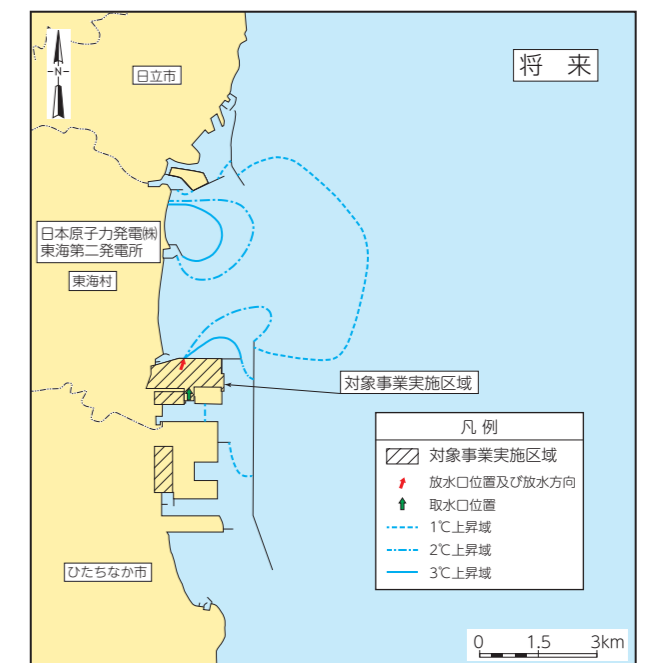 将来
N
日立市
日本原子力発電㈱
東海第二発電所
東海村
対象事業実施区域
凡例
対象事業実施区域
放水口位置及び放水方向
取水口位置
1℃上昇域
2℃上昇域
3℃上昇域
ひたちなか市
0 1.5 3km